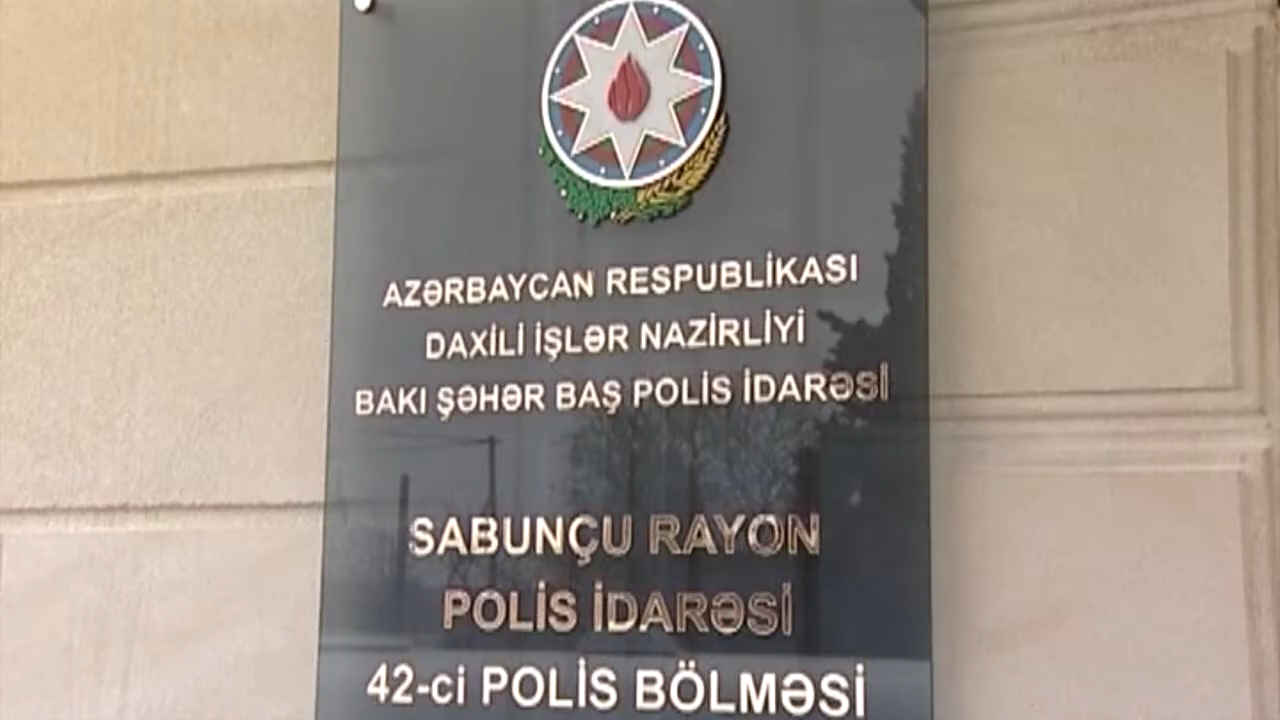 AZƏRBAYCAN RESPUBLİKASI
DAXİLİ İŞLƏR NAZİRLİYİ
BAKI ŞƏHƏR BAŞ POLİS İDARƏSİ
SABUNÇU RAYON
POLİS İDARƏSİ
42-ci POLİS BÖLMƏSİ